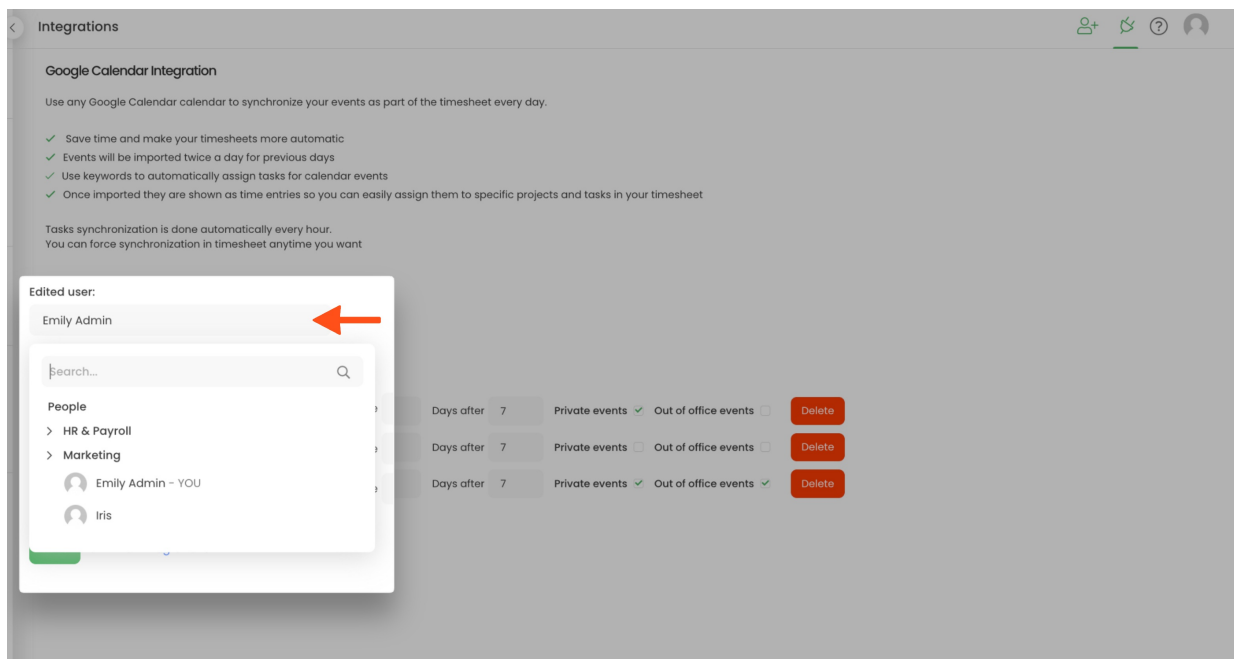 Integrations
Google Calendar Integration
Use any Google Calendar calendar to synchronize your events as part of the timesheet every day.
Save time and make your timesheets more automatic
Events will be imported twice a day for previous days
Use keywords to automatically assign tasks for calendar events
Once imported they are shown as time entries so you can easily assign them to specific projects and tasks in your timesheet
Tasks synchronization is done automatically every hour.
You can force synchronization in timesheet anytime you want
Edited user:
Emily Admin
Search...
People
HR & Payroll
Marketing
Emily Admin - YOU
Iris
Days after 7 Private events Out of office events Delete
Days after 7 Private events Out of office events Delete
Days after 7 Private events Out of office events Delete